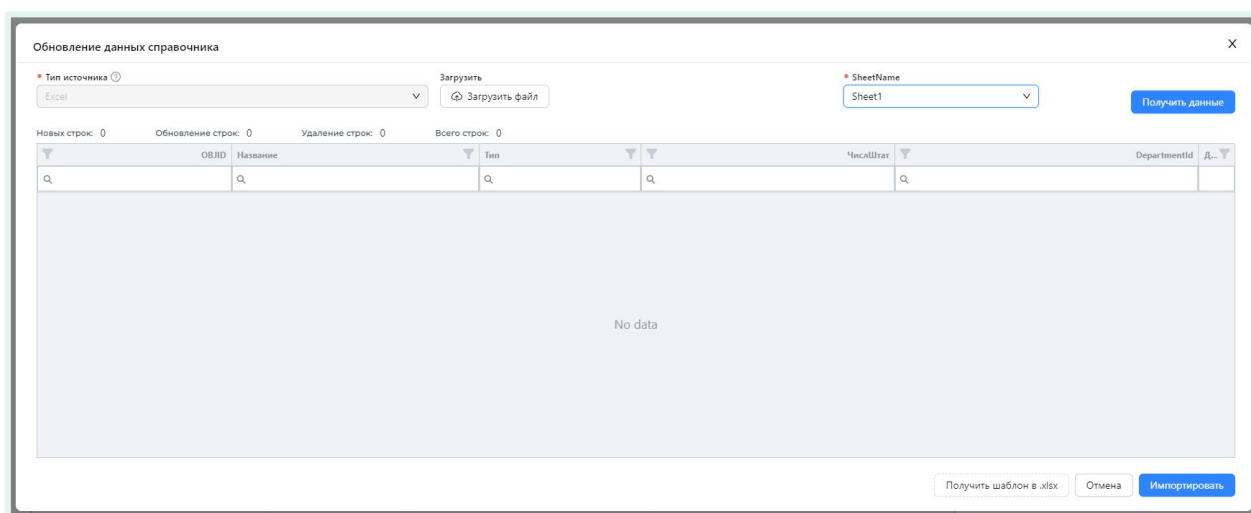 Обновление данных справочника
X
* Тип источника ?
Загрузить
* SheetName
Excel
Загрузить файл
Sheet1
Получить данные
Новых строк: 0 Обновление строк: 0 Удаление строк: 0 Всего строк: 0
OBJID Название Тип ЧислШтат DepartmentId Д...
No data
Получить шаблон в .xlsx Отмена Импортировать